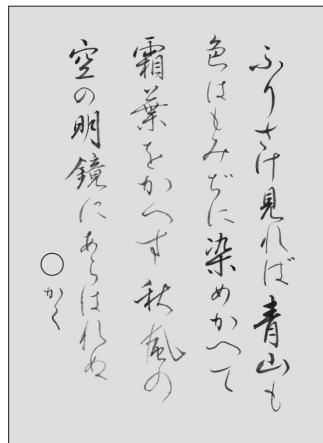 ふりさけ見れば青山も
色はもみぢに染めかへて
霜葉をかへす秋風の
空の明鏡にあらはれぬ
〇かく